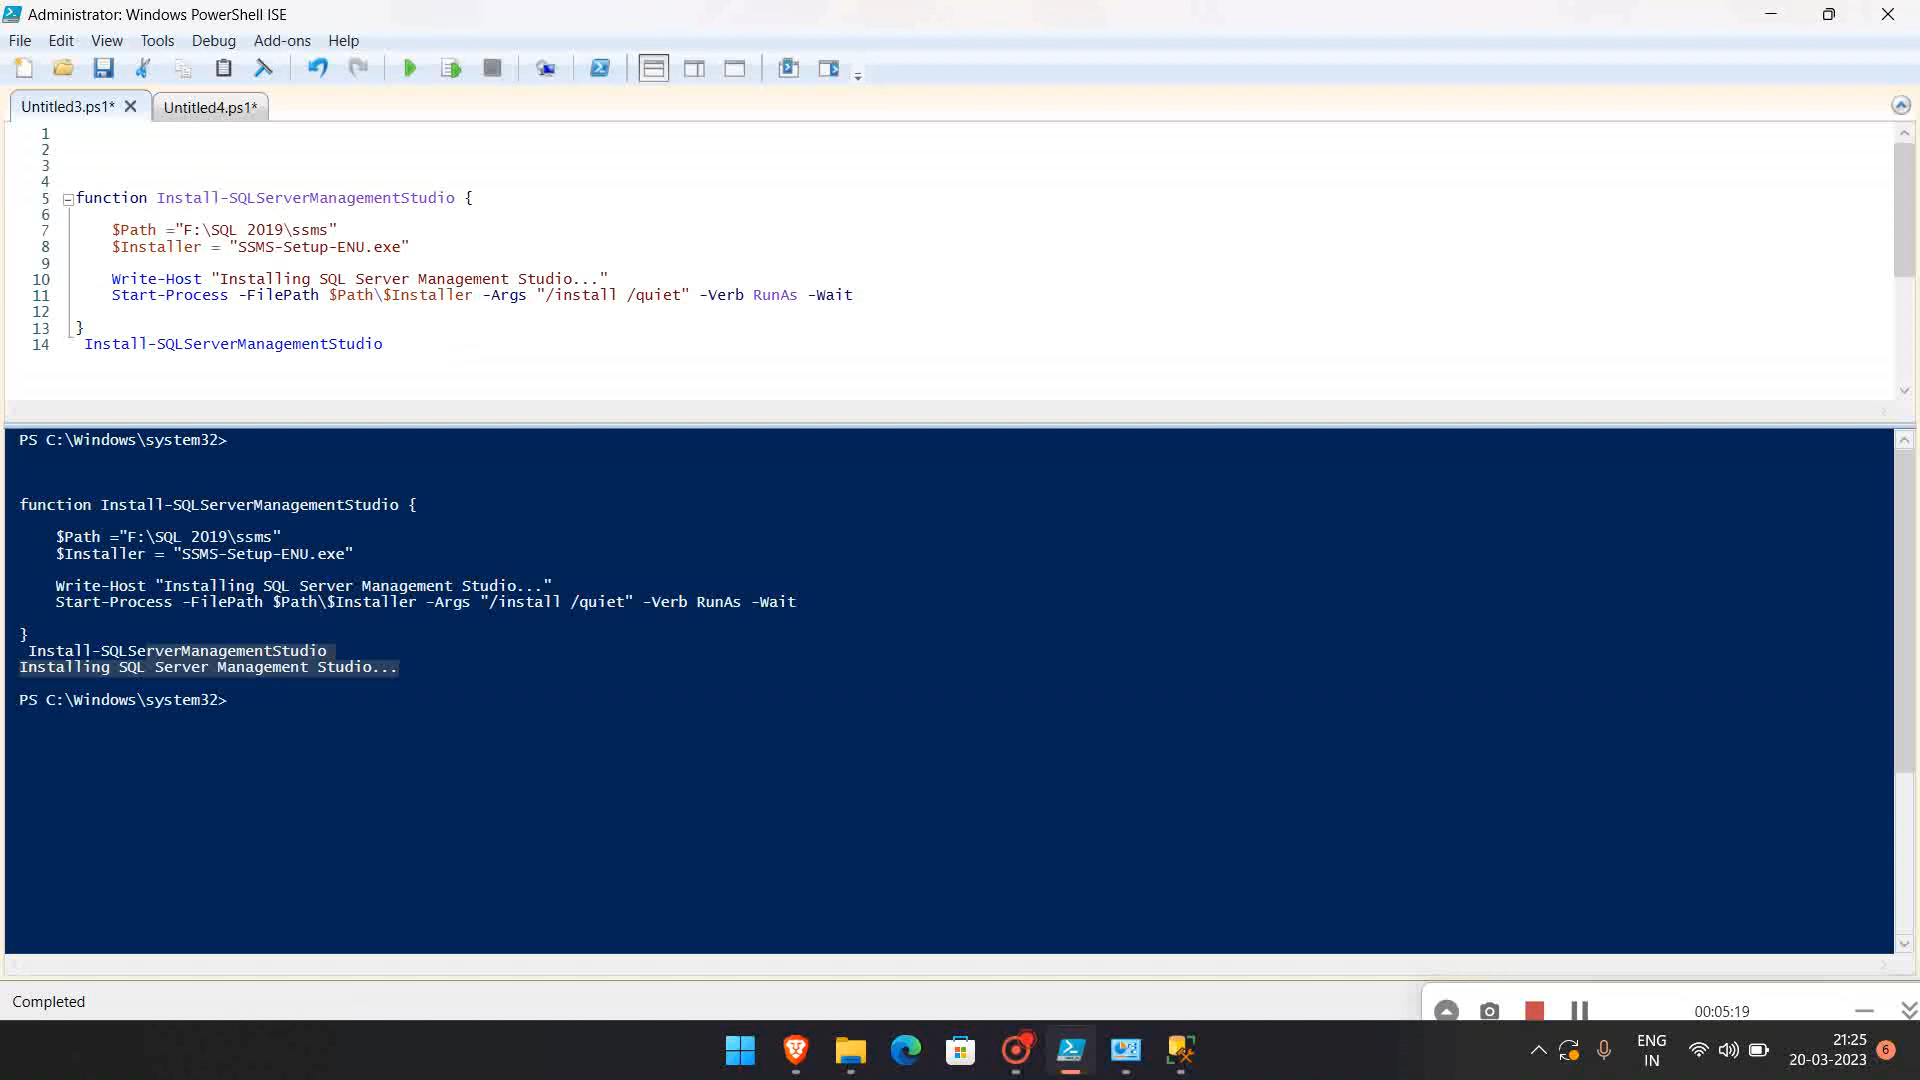 Administrator: Windows PowerShell ISE
File Edit View Tools Debug Add-ons Help
Untitled3.ps1* Untitled4.ps1*
1
2
3
4
5 function Install-SQLServerManagementStudio {
6
7 $Path ="F:\SQL 2019\ssms"
8 $Installer = "SSMS-Setup-ENU.exe"
9
10 Write-Host "Installing SQL Server Management Studio..."
11 Start-Process -FilePath $Path\$Installer -Args "/install /quiet" -Verb RunAs -Wait
12
13 }
14 Install-SQLServerManagementStudio
PS C:\Windows\system32>
function Install-SQLServerManagementStudio {
$Path ="F:\SQL 2019\ssms"
$Installer = "SSMS-Setup-ENU.exe"
Write-Host "Installing SQL Server Management Studio..."
Start-Process -FilePath $Path\$Installer -Args "/install /quiet" -Verb RunAs -Wait
}
Install-SQLServerManagementStudio
Installing SQL Server Management Studio...
PS C:\Windows\system32>
Completed
00:05:19
ENG
IN
21:25
20-03-2023
6